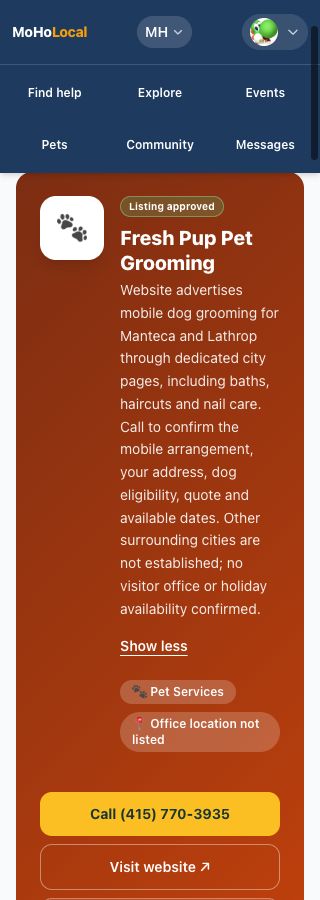 MoHoLocal
MH
Find help
Explore
Events
Pets
Community
Messages
Listing approved
Fresh Pup Pet
Grooming
Website advertises
mobile dog grooming for
Manteca and Lathrop
through dedicated city
pages, including baths,
haircuts and nail care.
Call to confirm the
mobile arrangement,
your address, dog
eligibility, quote and
available dates. Other
surrounding cities are
not established; no
visitor office or holiday
availability confirmed.
Show less
🐾 Pet Services
📍 Office location not
listed
Call (415) 770-3935
Visit website ↗